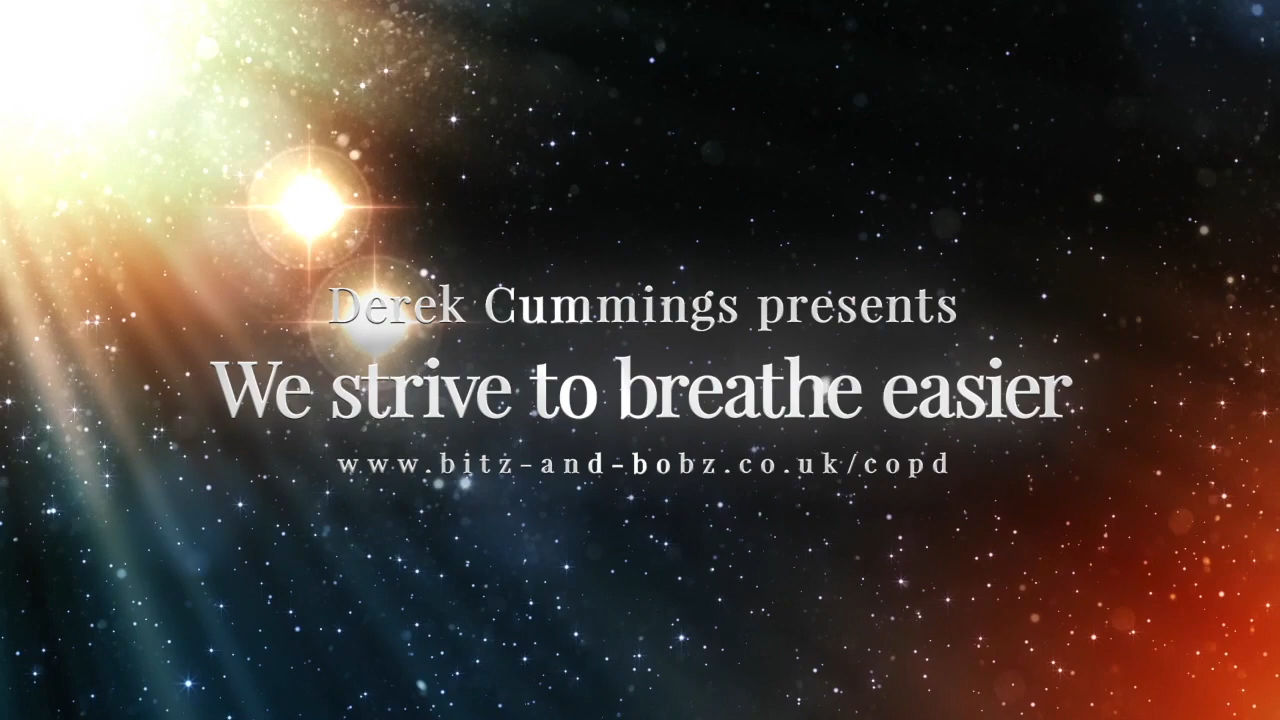 Derek Cummings presents
We strive to breathe easier
www.bitz-and-bobz.co.uk/copd